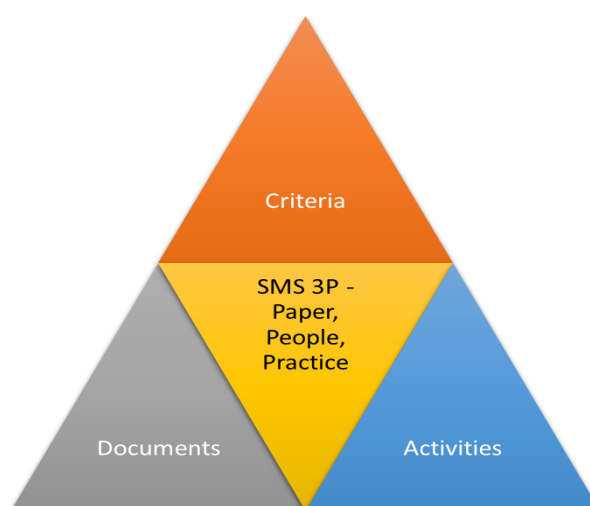 Criteria
SMS 3P -
Paper,
People,
Practice
Documents
Activities